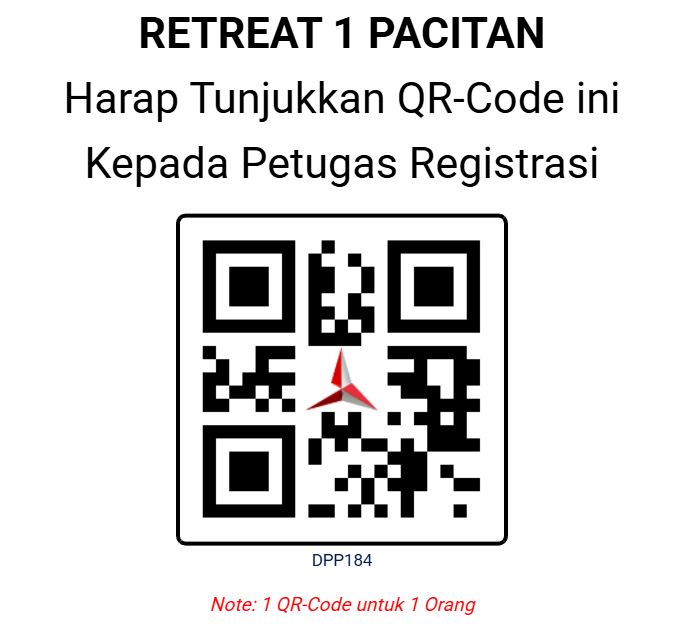 RETREAT 1 PACITAN
Harap Tunjukkan QR-Code ini
Kepada Petugas Registrasi
DPP184
Note: 1 QR-Code untuk 1 Orang